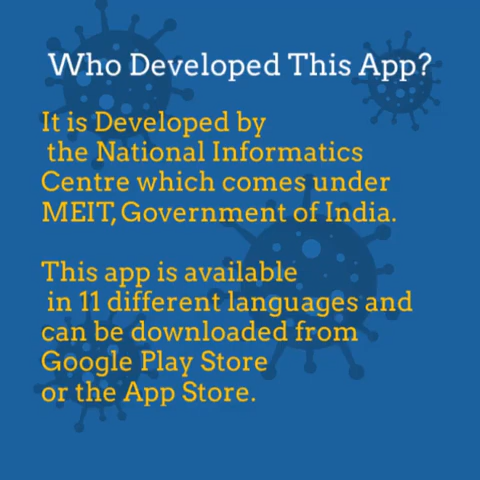 Who Developed This App?
It is Developed by
the National Informatics
Centre which comes under
MEIT, Government of India.
This app is available
in 11 different languages and
can be downloaded from
Google Play Store
or the App Store.